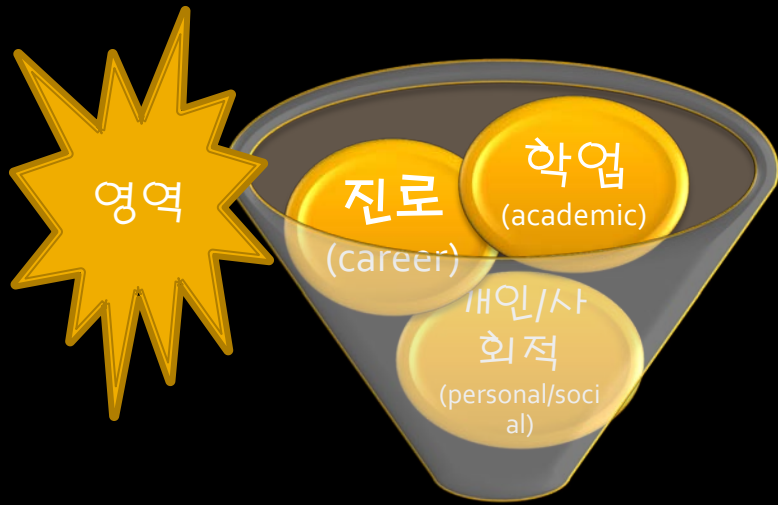 영역
진로
(career)
학업
(academic)
개인/사
회적
(personal/soci
al)